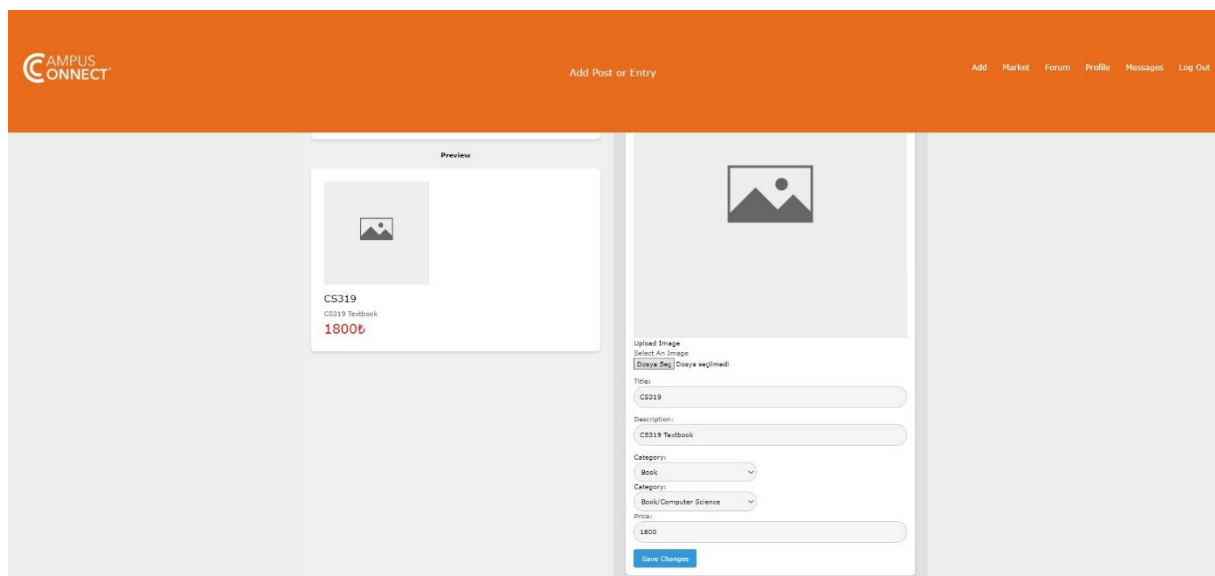 CAMPUS
CONNECT
Add Post or Entry
Add Market Forum Profile Messages Log Out
Preview
CS319
CS319 Textbook
1800₺
Upload Image
Select An Image
Dosya Seç Dosya seçilmedi
Title:
CS319
Description:
CS319 Textbook
Category:
Book
Category:
Book/Computer Science
Price:
1800
Save Changes